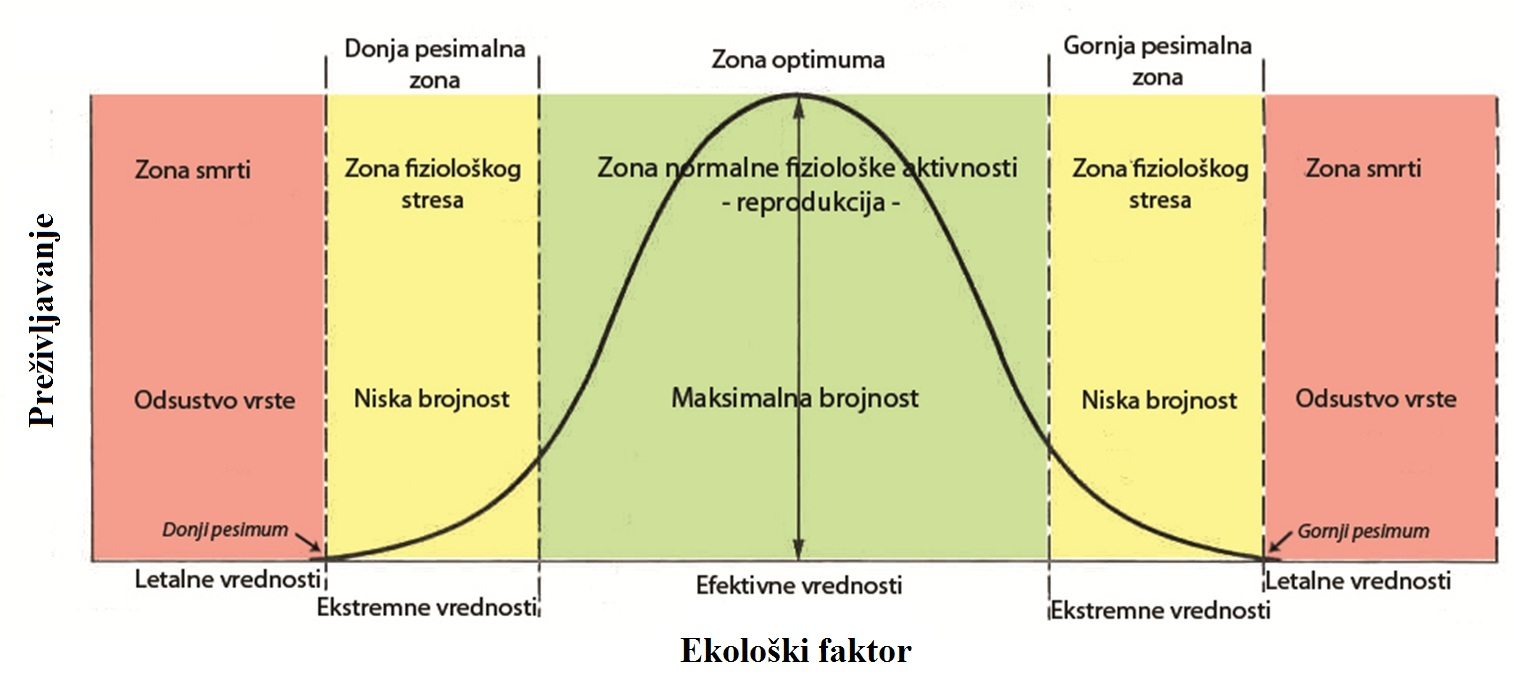 Donja pesimalna
zona
Zona optimuma
Gornja pesimalna
zona
Zona smrti
Zona fiziološkog
stresa
Zona normalne fiziološke aktivnosti
- reprodukcija -
Zona fiziološkog
stresa
Zona smrti
Preživljavanje
Odsustvo vrste
Niska brojnost
Maksimalna brojnost
Niska brojnost
Odsustvo vrste
Donji pesimum
Gornji pesimum
Letalne vrednosti
Ekstremne vrednosti
Efektivne vrednosti
Ekstremne vrednosti
Letalne vrednosti
Ekološki faktor